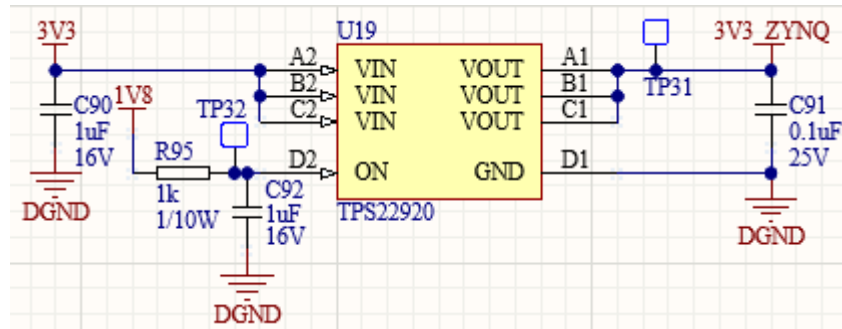 3V3
U19
3V3_ZYNQ
A2
VIN
VOUT
A1
B2
VIN
VOUT
B1
TP31
C2
VIN
VOUT
C1
C90
1uF
16V
1V8
TP32
C91
0.1uF
25V
R95
1k
1/10W
D2
ON
GND
D1
C92
1uF
16V
TPS22920
DGND
DGND
DGND